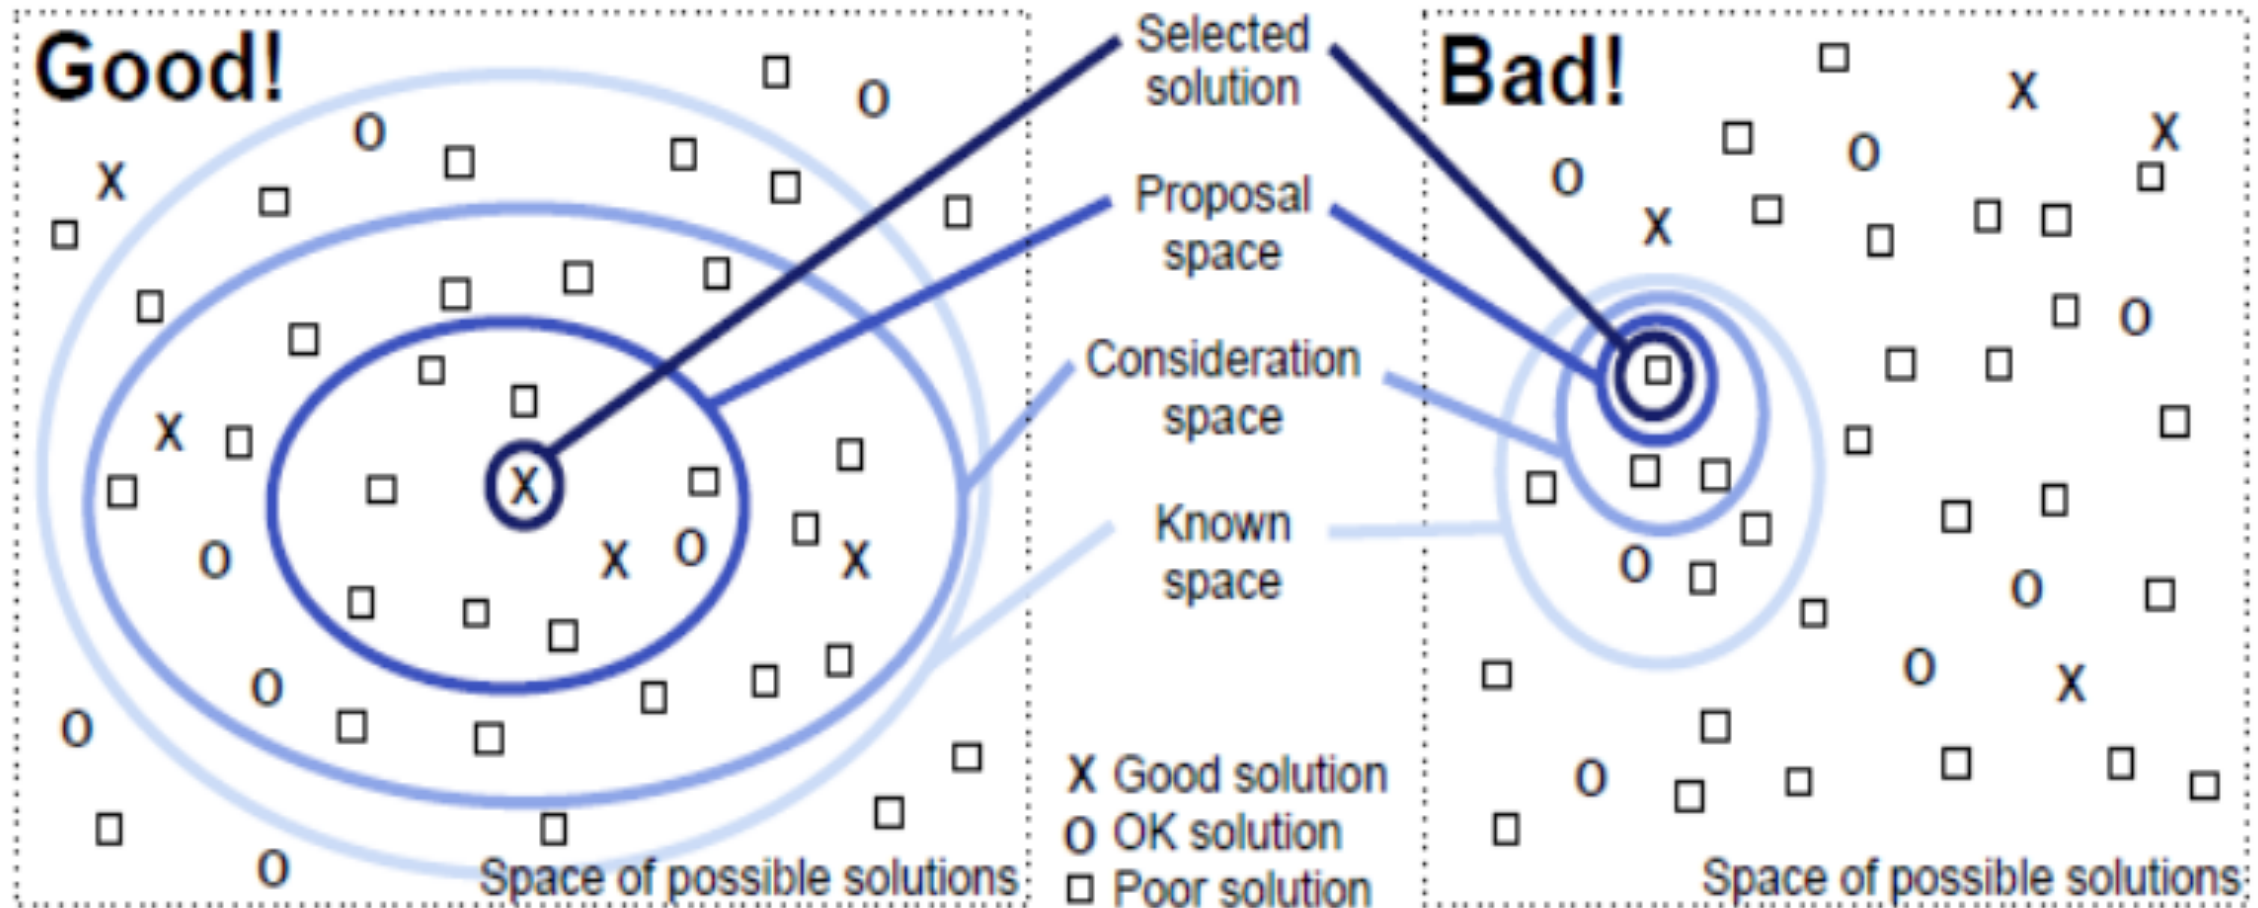 Good!
Selected
solution
Proposal
space
Consideration
space
Known
space
X Good solution
O OK solution
Poor solution
Space of possible solutions
Bad!
Space of possible solutions